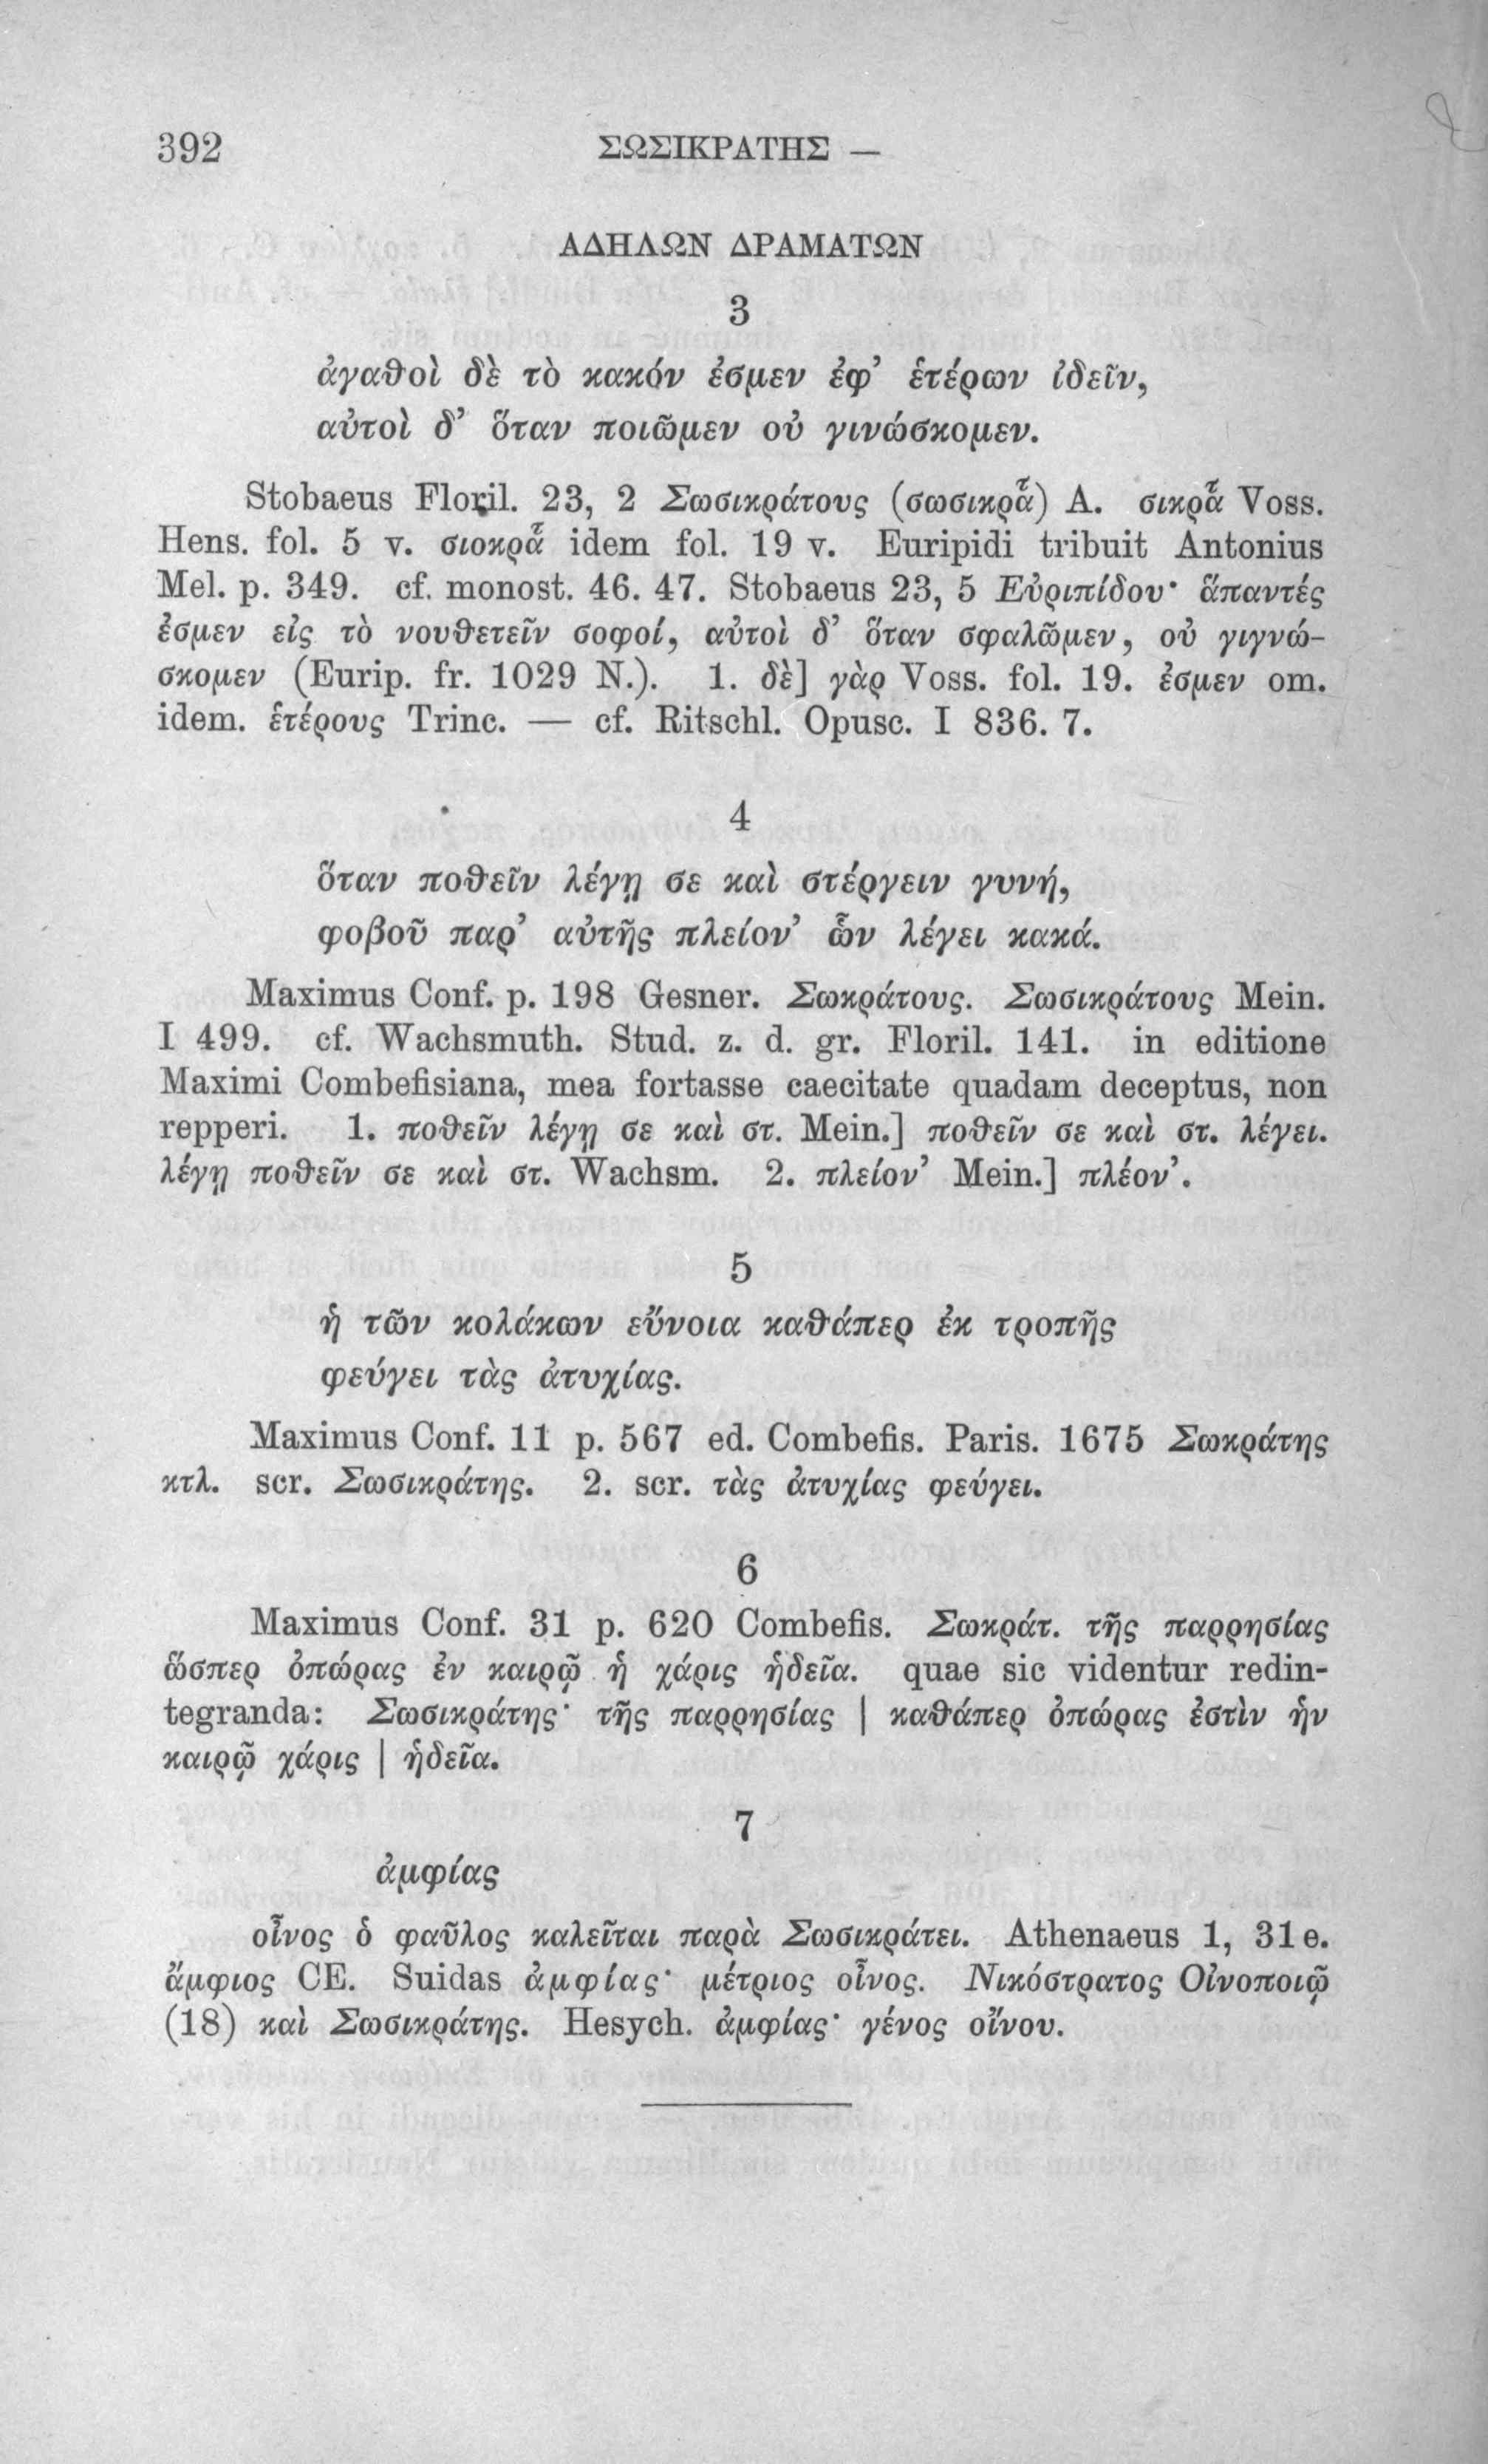 392 ΣΩΣΙΚΡΑΤΗΣ —
ΑΔΗΛΩΝ ΔΡΑΜΑΤΩΝ
3
ἀγαθοὶ δὲ τὸ κακόν ἐσμεν ἐφ’ ἑτέρων ἰδεῖν,
αὐτοὶ δ’ ὅταν ποιῶμεν οὐ γινώσκομεν.
Stobaeus Floril. 23, 2 Σωσικράτους (σωσικρᾶ) A. σικρᾶ Voss.
Hens. fol. 5 v. σιοκρᾶ idem fol. 19 v. Euripidi tribuit Antonius
Mel. p. 349. cf. monost. 46. 47. Stobaeus 23, 5 Εὐριπίδου· ἅπαντές
ἐσμεν εἰς τὸ νουθετεῖν σοφοί, αὐτοὶ δ’ ὅταν σφαλῶμεν, οὐ γιγνώ-
σκομεν (Eurip. fr. 1029 N.). 1. δὲ] γὰρ Voss. fol. 19. ἐσμεν om.
idem. ἑτέρους Trinc. — cf. Ritschl. Opusc. I 836. 7.
4
ὅταν ποθεῖν λέγῃ σε καὶ στέργειν γυνή,
φοβοῦ παρ’ αὐτῆς πλείον’ ὧν λέγει κακά.
Maximus Conf. p. 198 Gesner. Σωκράτους. Σωσικράτους Mein.
I 499. cf. Wachsmuth. Stud. z. d. gr. Floril. 141. in editione
Maximi Combefisiana, mea fortasse caecitate quadam deceptus, non
repperi. 1. ποθεῖν λέγῃ σε καὶ στ. Mein.] ποθεῖν σε καὶ στ. λέγει.
λέγῃ ποθεῖν σε καὶ στ. Wachsm. 2. πλείον’ Mein.] πλέον’.
5
ἡ τῶν κολάκων εὔνοια καθάπερ ἐκ τροπῆς
φεύγει τὰς ἀτυχίας.
Maximus Conf. 11 p. 567 ed. Combefis. Paris. 1675 Σωκράτης
κτλ. scr. Σωσικράτης. 2. scr. τὰς ἀτυχίας φεύγει.
6
Maximus Conf. 31 p. 620 Combefis. Σωκράτ. τῆς παρρησίας
ὥσπερ ὀπώρας ἐν καιρῷ ἡ χάρις ἡδεῖα. quae sic videntur redin-
tegranda: Σωσικράτης· τῆς παρρησίας | καθάπερ ὀπώρας ἐστὶν ἡν
καιρῷ χάρις | ἡδεῖα.
7
ἀμφίας
οἶνος ὁ φαῦλος καλεῖται παρὰ Σωσικράτει. Athenaeus 1, 31 e.
ἄμφιος CE. Suidas ἀμφίας· μέτριος οἶνος. Νικόστρατος Οἰνοποιῷ
(18) καὶ Σωσικράτης. Hesych. ἀμφίας· γένος οἴνου.